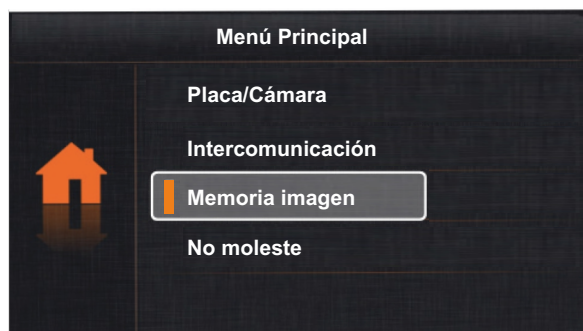 Menú Principal
Placa/Cámara
Intercomunicación
Memoria imagen
No moleste